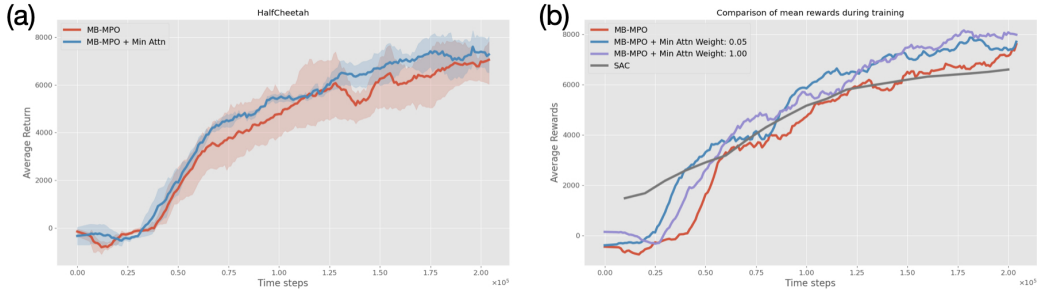 (a)
HalfCheetah
MB-MPO
MB-MPO + Min Attn
Average Return
8000
6000
4000
2000
0
0.00 0.25 0.50 0.75 1.00 1.25 1.50 1.75 2.00
×10⁵
Time steps
(b)
Comparison of mean rewards during training
MB-MPO
MB-MPO + Min Attn Weight: 0.05
MB-MPO + Min Attn Weight: 1.00
SAC
Average Rewards
8000
6000
4000
2000
0
0.00 0.25 0.50 0.75 1.00 1.25 1.50 1.75 2.00
×10⁵
Time steps